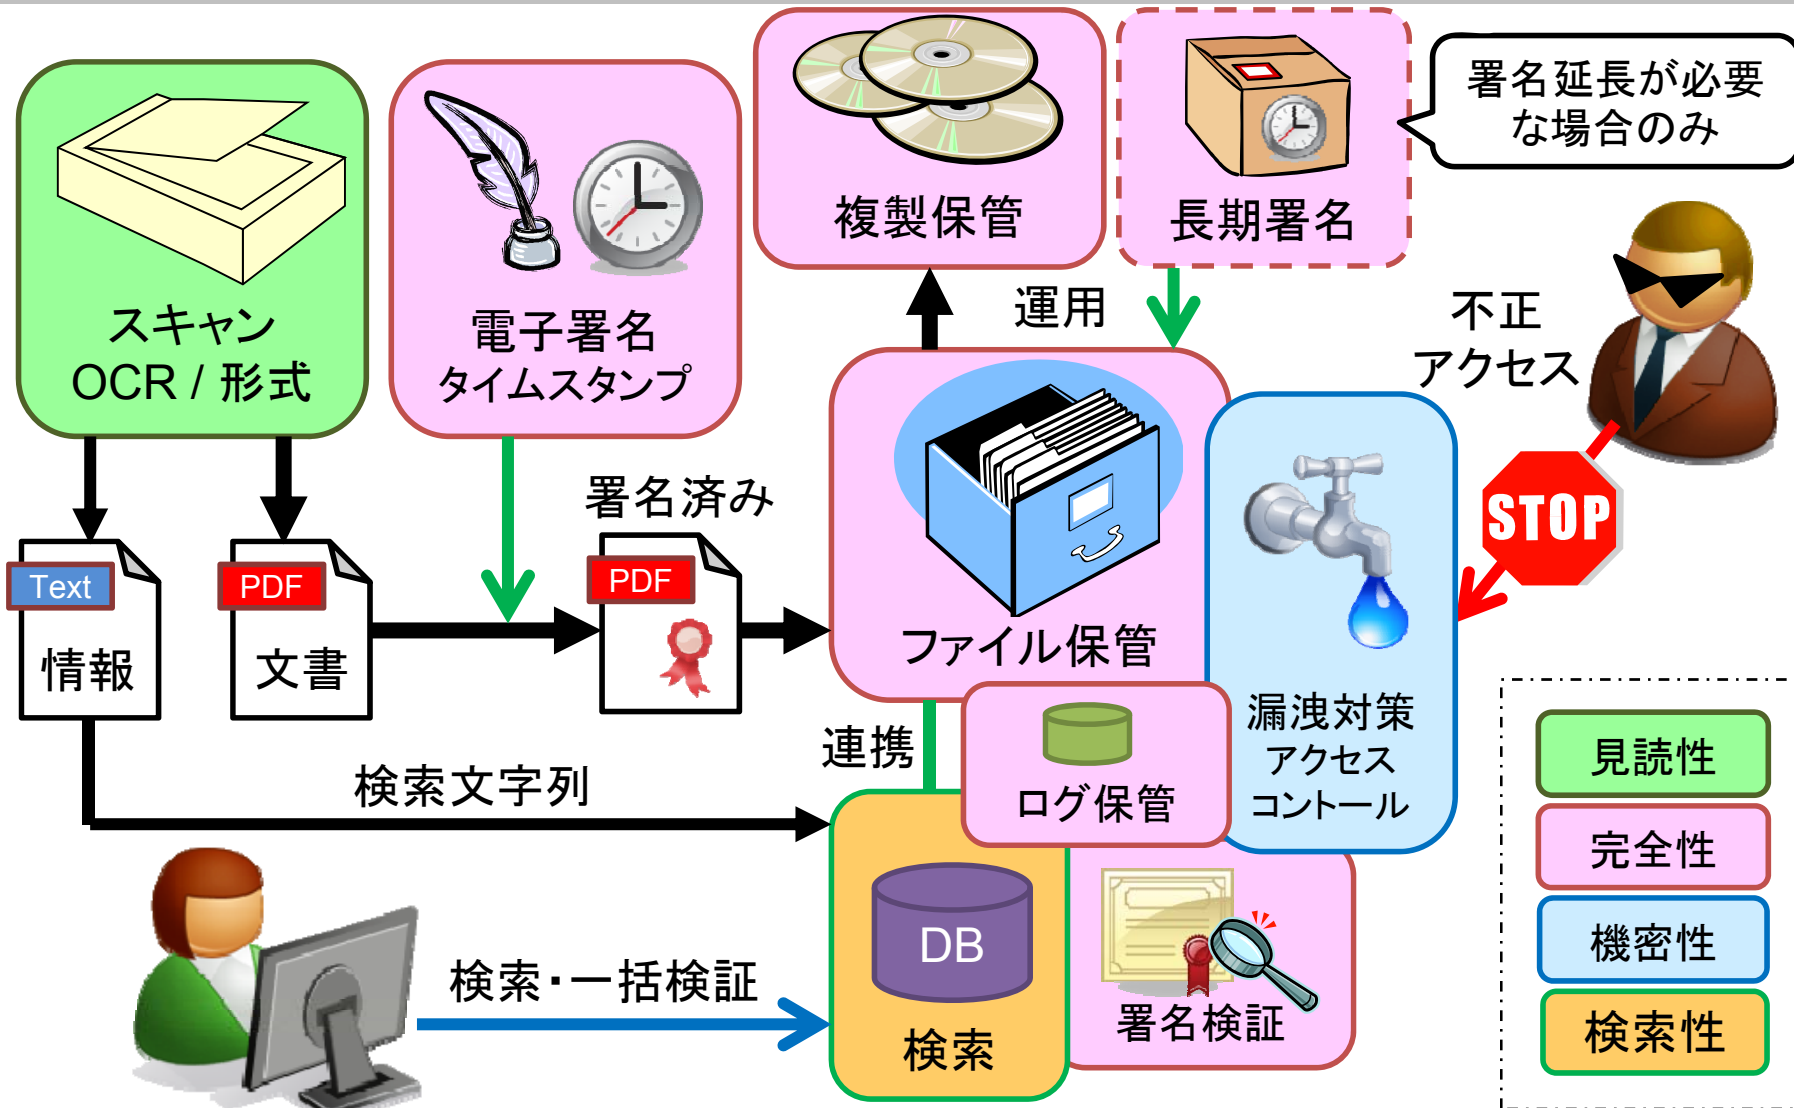 スキャン
OCR / 形式
電子署名
タイムスタンプ
複製保管
長期署名
署名延長が必要
な場合のみ
運用
不正
アクセス
STOP
署名済み
Text
情報
PDF
文書
PDF
ファイル保管
漏洩対策
アクセス
コントール
連携
ログ保管
検索文字列
DB
検索
検索・一括検証
署名検証
見読性
完全性
機密性
検索性